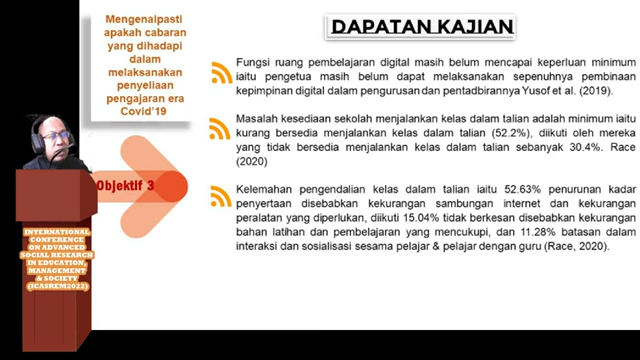 Mengenalpasti
apakah cabaran
yang dihadapi
dalam
melaksanakan
penyeliaan
pengajaran era
Covid'19
Objektif 3
INTERNATIONAL
CONFERENCE
ON ADVANCED
SOCIAL RESEARCH
IN EDUCATION,
MANAGEMENT
& SOCIETY
(ICASREM2022)
DAPATAN KAJIAN
Fungsi ruang pembelajaran digital masih belum mencapai keperluan minimum
iaitu pengetua masih belum dapat melaksanakan sepenuhnya pembinaan
kepimpinan digital dalam pengurusan dan pentadbirannya Yusof et al. (2019).
Masalah kesediaan sekolah menjalankan kelas dalam talian adalah minimum iaitu
kurang bersedia menjalankan kelas dalam talian (52.2%), diikuti oleh mereka
yang tidak bersedia menjalankan kelas dalam talian sebanyak 30.4%. Race
(2020)
Kelemahan pengendalian kelas dalam talian iaitu 52.63% penurunan kadar
penyertaan disebabkan kekurangan sambungan internet dan kekurangan
peralatan yang diperlukan, diikuti 15.04% tidak berkesan disebabkan kekurangan
bahan latihan dan pembelajaran yang mencukupi, dan 11.28% batasan dalam
interaksi dan sosialisasi sesama pelajar & pelajar dengan guru (Race, 2020).